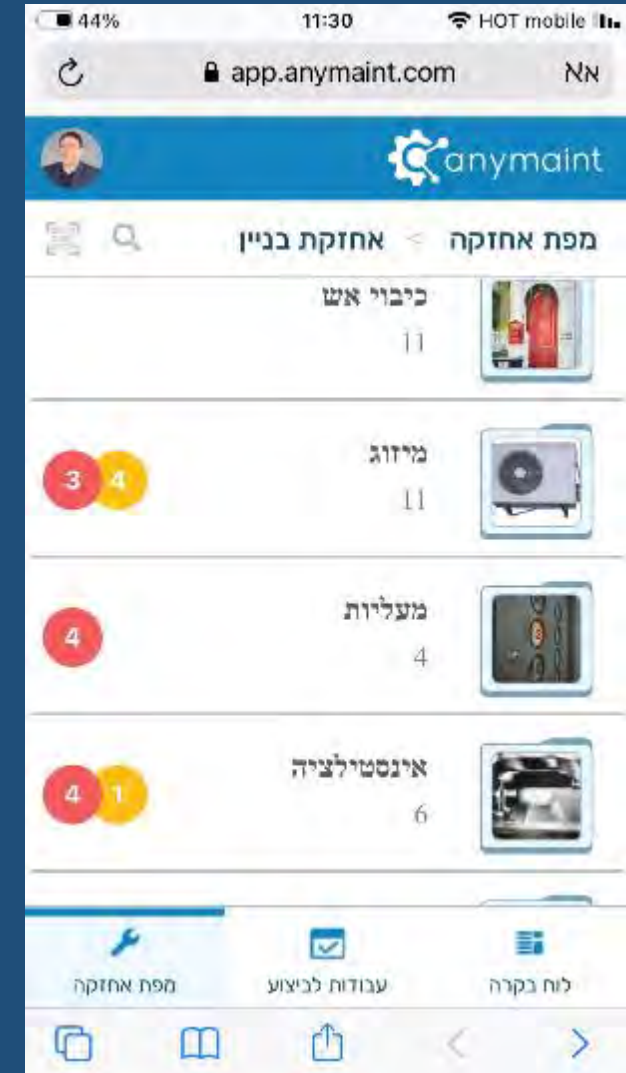 44% 11:30 HOT mobile
app.anymaint.com אא
anymaint
מפת אחזקה > אחזקת בניין
כיבוי אש
11
מיזוג
11
3 4
מעליות
4
4
אינסטילציה
6
4 1
לוח בקרה
עבודות לביצוע
מפת אחזקה